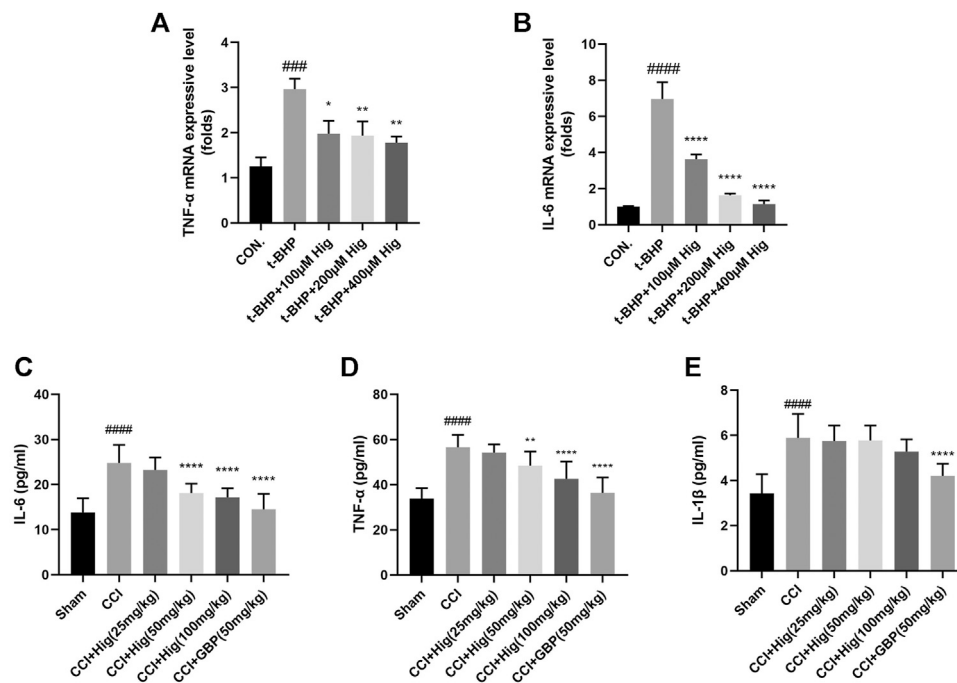 A
TNF-α mRNA expressive level
(folds)
4
3
2
1
0
###
*
**
**
CON.
t-BHP
t-BHP+100μM Hig
t-BHP+200μM Hig
t-BHP+400μM Hig
B
IL-6 mRNA expressive level
(folds)
10
8
6
4
2
0
####
****
****
****
CON.
t-BHP
t-BHP+100μM Hig
t-BHP+200μM Hig
t-BHP+400μM Hig
C
IL-6 (pg/ml)
40
30
20
10
0
####
****
****
****
Sham
CCI
CCI+Hig(25mg/kg)
CCI+Hig(50mg/kg)
CCI+Hig(100mg/kg)
CCI+GBP(50mg/kg)
D
TNF-α (pg/ml)
80
60
40
20
0
####
**
****
****
Sham
CCI
CCI+Hig(25mg/kg)
CCI+Hig(50mg/kg)
CCI+Hig(100mg/kg)
CCI+GBP(50mg/kg)
E
IL-1β (pg/ml)
8
6
4
2
0
####
****
Sham
CCI
CCI+Hig(25mg/kg)
CCI+Hig(50mg/kg)
CCI+Hig(100mg/kg)
CCI+GBP(50mg/kg)